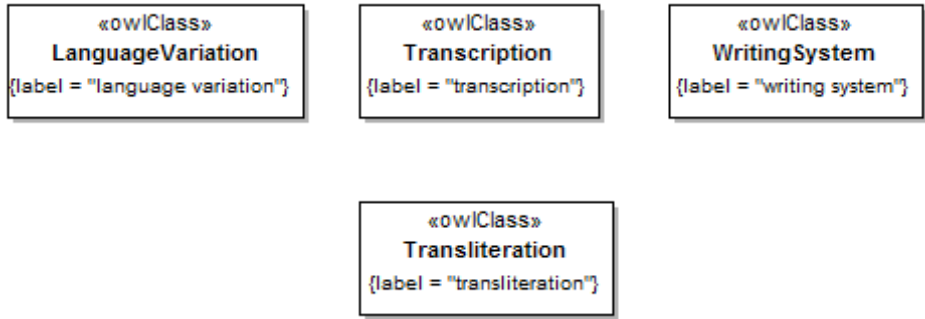 «owlClass»
LanguageVariation
{label = "language variation"}
«owlClass»
Transcription
{label = "transcription"}
«owlClass»
WritingSystem
{label = "writing system"}
«owlClass»
Transliteration
{label = "transliteration"}